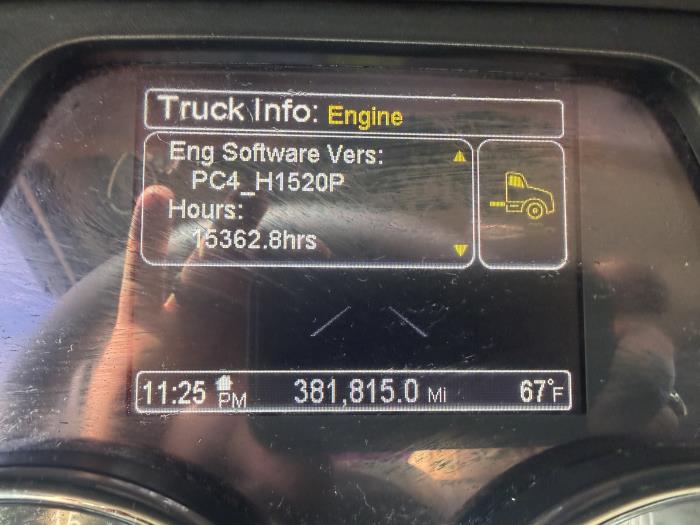 Truck Info: Engine
Eng Software Vers:
PC4_H1520P
Hours:
15362.8hrs
11:25 PM 381,815.0 Mi 67°F